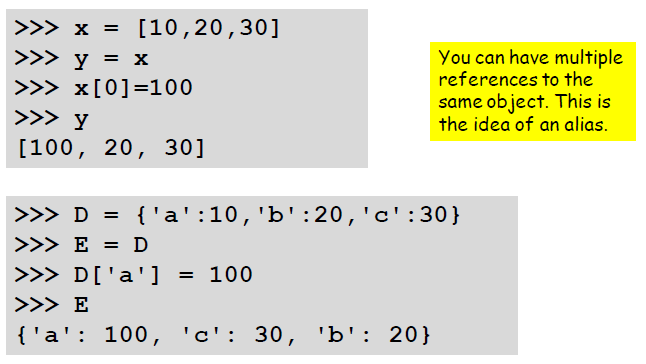 >>> x = [10,20,30]
>>> y = x
>>> x[0]=100
>>> y
[100, 20, 30]
You can have multiple
references to the
same object. This is
the idea of an alias.
>>> D = {'a':10,'b':20,'c':30}
>>> E = D
>>> D['a'] = 100
>>> E
{'a': 100, 'c': 30, 'b': 20}